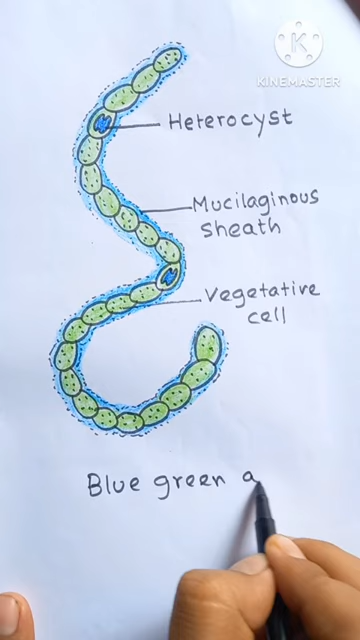 KINEMASTER
Heterocyst
Mucilaginous
sheath
Vegetative
cell
Blue green a